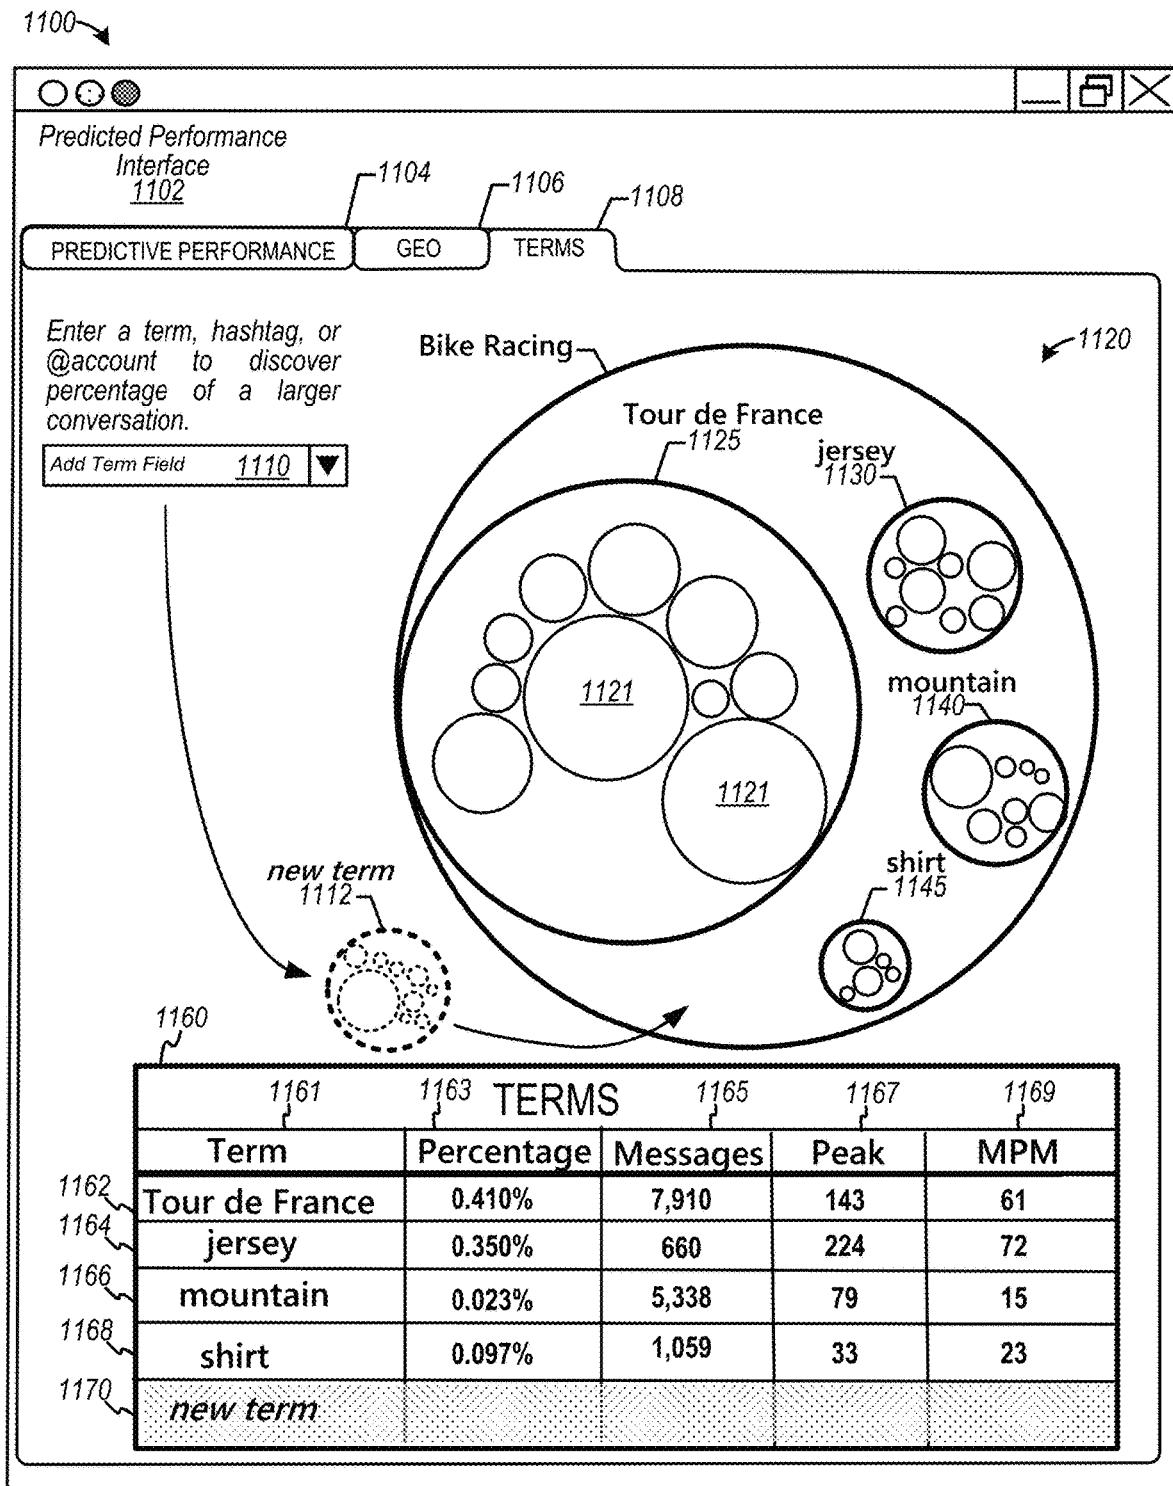 1100
Predicted Performance
Interface
1102
1104
1106
1108
PREDICTIVE PERFORMANCE
GEO
TERMS
Enter a term, hashtag, or
@account to discover
percentage of a larger
conversation.
Add Term Field 1110
Bike Racing
1120
Tour de France
1125
jersey
1130
1121
1121
mountain
1140
shirt
1145
new term
1112
1160
1161 1163 TERMS 1165 1167 1169
Term Percentage Messages Peak MPM
1162 Tour de France 0.410% 7,910 143 61
1164 jersey 0.350% 660 224 72
1166 mountain 0.023% 5,338 79 15
1168 shirt 0.097% 1,059 33 23
1170 new term